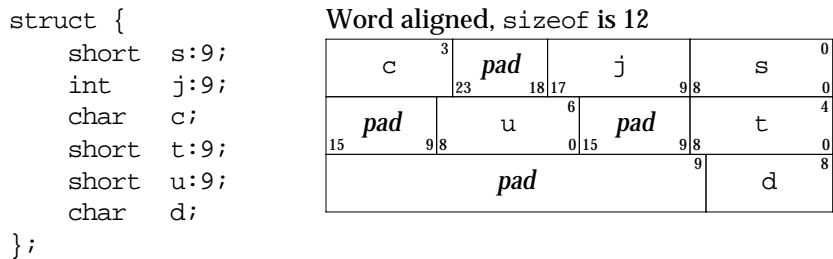 struct {
short s:9;
int j:9;
char c;
short t:9;
short u:9;
char d;
};
Word aligned, sizeof is 12
c 3 pad 23 18 j 17 9 s 0 8 0
pad 15 9 u 6 8 0 pad 15 9 t 4 8 0
pad 9 d 8